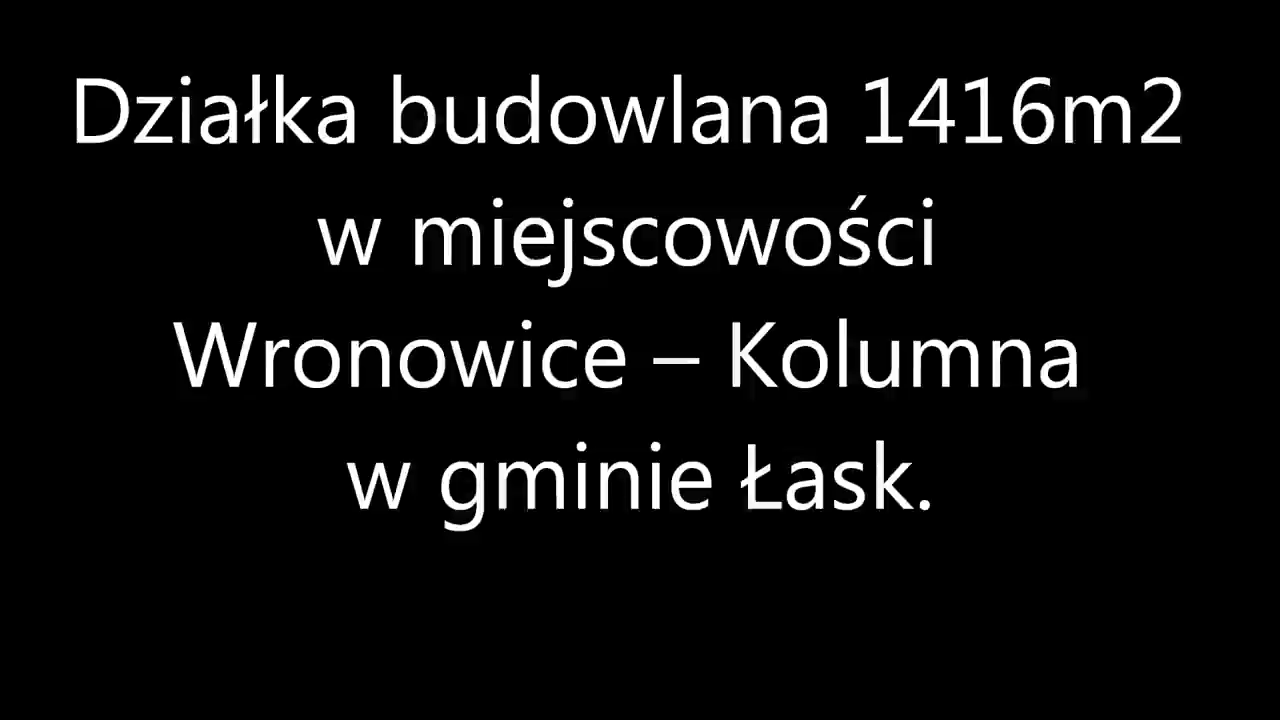 Działka budowlana 1416m2
w miejscowości
Wronowice – Kolumna
w gminie Łask.